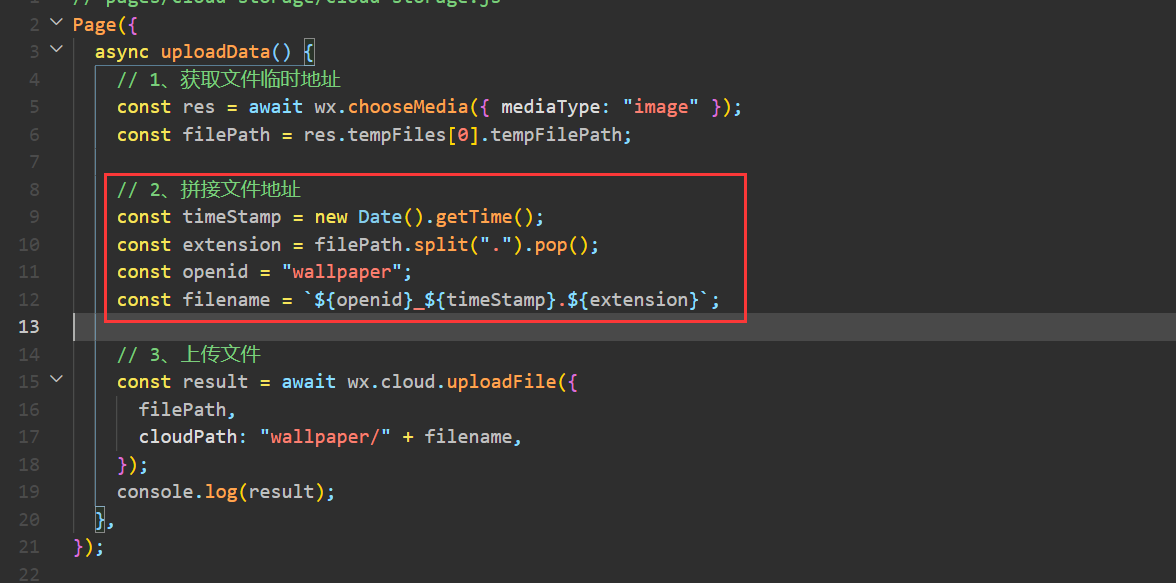 // pages/cloud-storage/cloud-storage.js
2 Page({
3 async uploadData() {
4 // 1、获取文件临时地址
5 const res = await wx.chooseMedia({ mediaType: "image" });
6 const filePath = res.tempFiles[0].tempFilePath;
7
8 // 2、拼接文件地址
9 const timeStamp = new Date().getTime();
10 const extension = filePath.split(".").pop();
11 const openid = "wallpaper";
12 const filename = `${openid}_${timeStamp}.${extension}`;
13
14 // 3、上传文件
15 const result = await wx.cloud.uploadFile({
16 filePath,
17 cloudPath: "wallpaper/" + filename,
18 });
19 console.log(result);
20 },
21 });
22